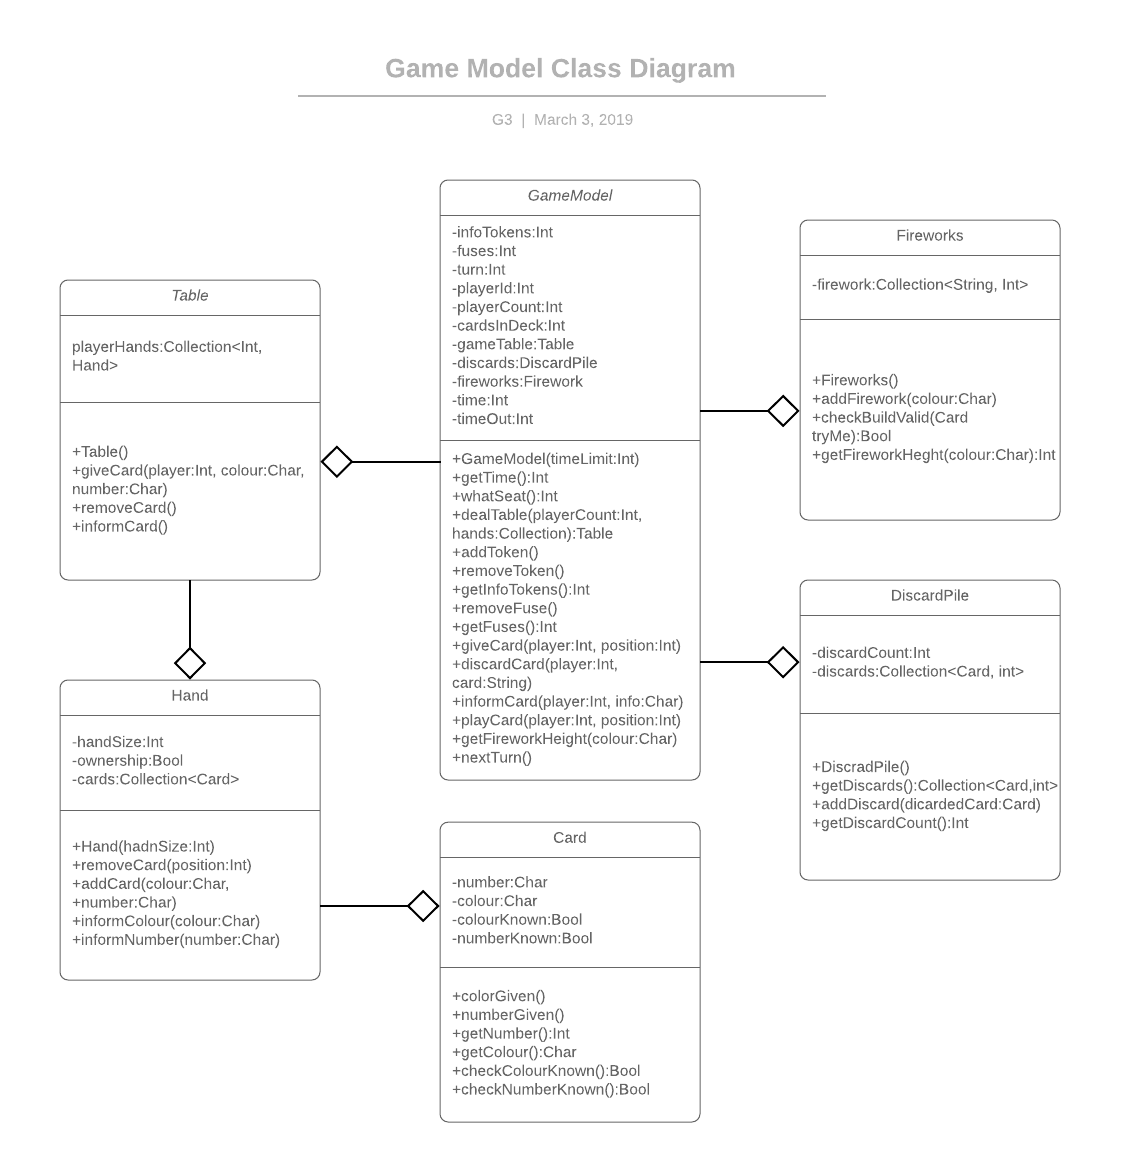 Game Model Class Diagram
G3 | March 3, 2019
GameModel
-infoTokens:Int
-fuses:Int
-turn:Int
-playerId:Int
-playerCount:Int
-cardsInDeck:Int
-gameTable:Table
-discards:DiscardPile
-fireworks:Firework
-time:Int
-timeOut:Int
+GameModel(timeLimit:Int)
+getTime():Int
+whatSeat():Int
+dealTable(playerCount:Int,
hands:Collection):Table
+addToken()
+removeToken()
+getInfoTokens():Int
+removeFuse()
+getFuses():Int
+giveCard(player:Int, position:Int)
+discardCard(player:Int,
card:String)
+informCard(player:Int, info:Char)
+playCard(player:Int, position:Int)
+getFireworkHeight(colour:Char)
+nextTurn()
Fireworks
-firework:Collection<String, Int>
+Fireworks()
+addFirework(colour:Char)
+checkBuildValid(Card
tryMe):Bool
+getFireworkHeght(colour:Char):Int
Table
playerHands:Collection<Int,
Hand>
+Table()
+giveCard(player:Int, colour:Char,
number:Char)
+removeCard()
+informCard()
DiscardPile
-discardCount:Int
-discards:Collection<Card, int>
+DiscradPile()
+getDiscards():Collection<Card,int>
+addDiscard(dicardedCard:Card)
+getDiscardCount():Int
Hand
-handSize:Int
-ownership:Bool
-cards:Collection<Card>
+Hand(hadnSize:Int)
+removeCard(position:Int)
+addCard(colour:Char,
+number:Char)
+informColour(colour:Char)
+informNumber(number:Char)
Card
-number:Char
-colour:Char
-colourKnown:Bool
-numberKnown:Bool
+colorGiven()
+numberGiven()
+getNumber():Int
+getColour():Char
+checkColourKnown():Bool
+checkNumberKnown():Bool